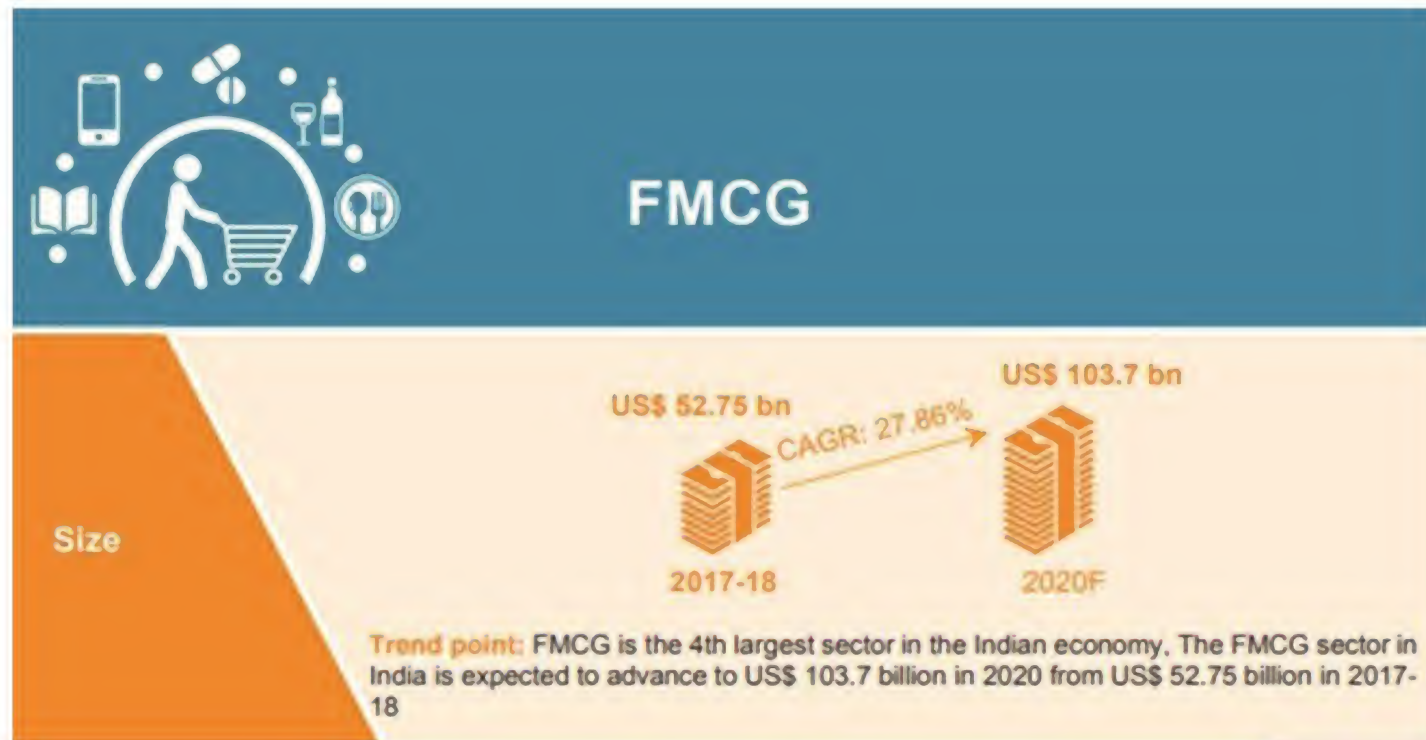 FMCG
US$ 52.75 bn
CAGR: 27.86%
US$ 103.7 bn
Size
2017-18
2020F
Trend point: FMCG is the 4th largest sector in the Indian economy, The FMCG sector in
India is expected to advance to US$ 103.7 billion in 2020 from US$ 52.75 billion in 2017-
18